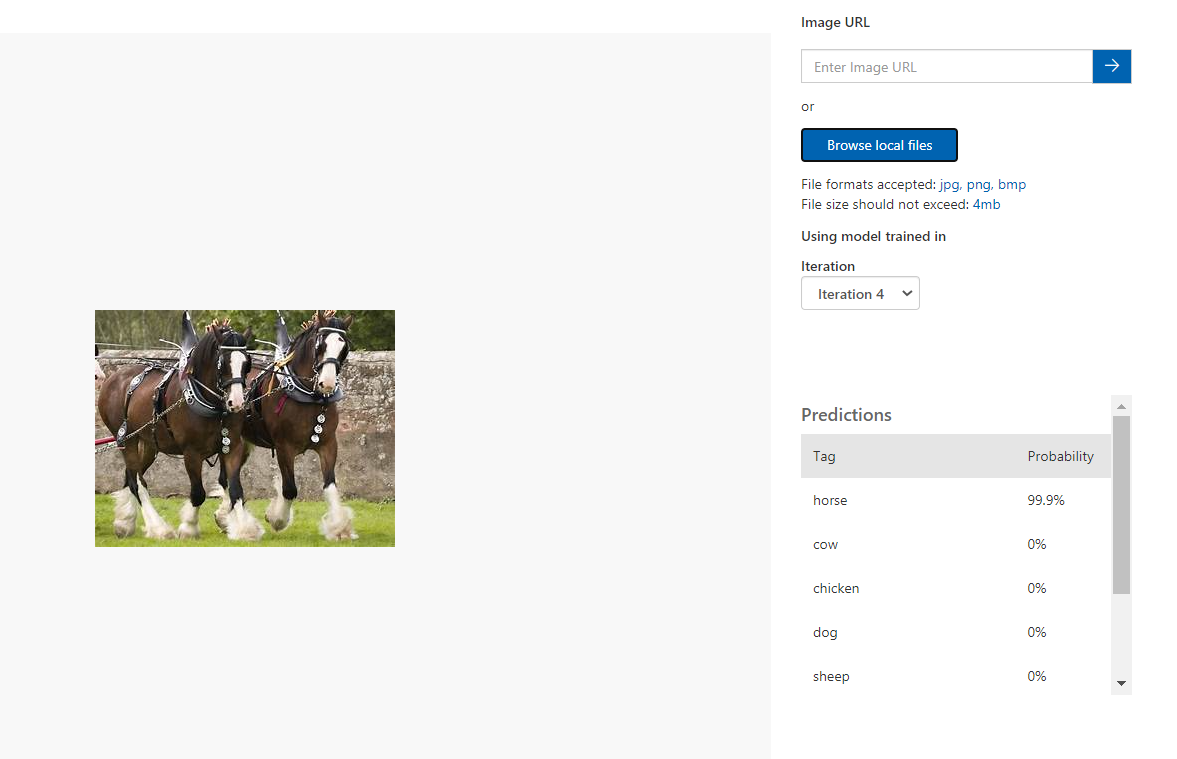 Image URL
Enter Image URL
or
Browse local files
File formats accepted: jpg, png, bmp
File size should not exceed: 4mb
Using model trained in
Iteration
Iteration 4
Predictions
Tag Probability
horse 99.9%
cow 0%
chicken 0%
dog 0%
sheep 0%